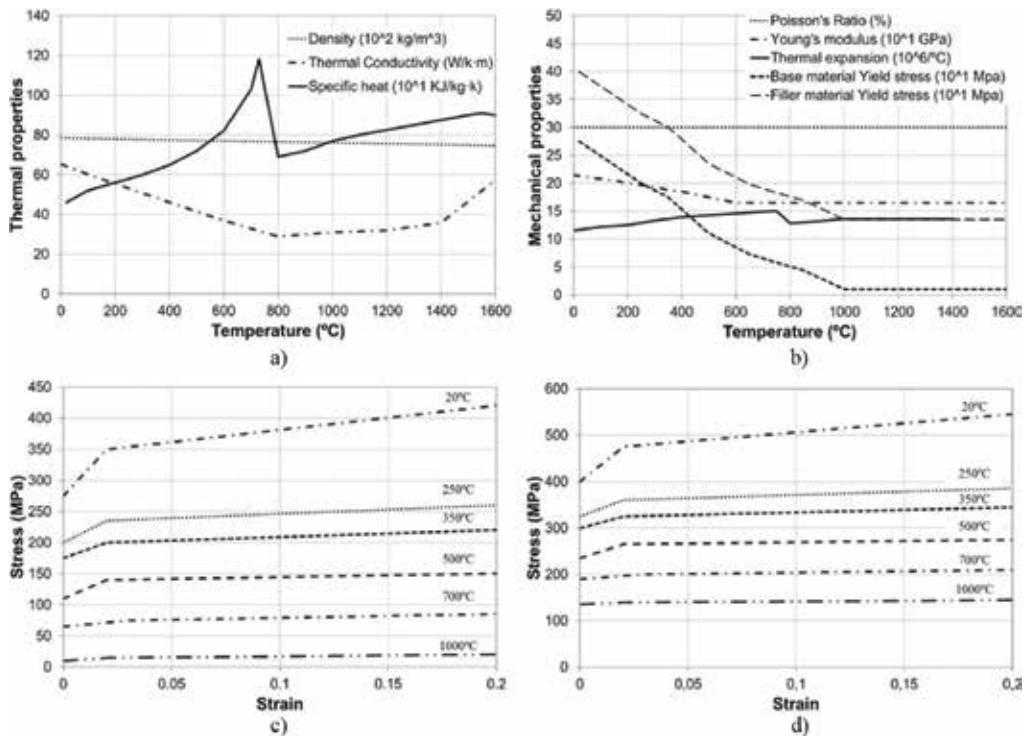 140
120
100
80
60
40
20
0
Thermal properties
Density (10^2 kg/m^3)
Thermal Conductivity (W/k·m)
Specific heat (10^1 KJ/kg·k)
0 200 400 600 800 1000 1200 1400 1600
Temperature (ºC)
a)
50
45
40
35
30
25
20
15
10
5
0
Mechanical properties
Poisson's Ratio (%)
Young's modulus (10^1 GPa)
Thermal expansion (10^6/ºC)
Base material Yield stress (10^1 Mpa)
Filler material Yield stress (10^1 Mpa)
0 200 400 600 800 1000 1200 1400 1600
Temperature (ºC)
b)
450
400
350
300
250
200
150
100
50
0
Stress (MPa)
20ºC
250ºC
350ºC
500ºC
700ºC
1000ºC
0 0.05 0.1 0.15 0.2
Strain
c)
600
500
400
300
200
100
0
Stress (MPa)
20ºC
250ºC
350ºC
500ºC
700ºC
1000ºC
0 0,05 0,1 0,15 0,2
Strain
d)